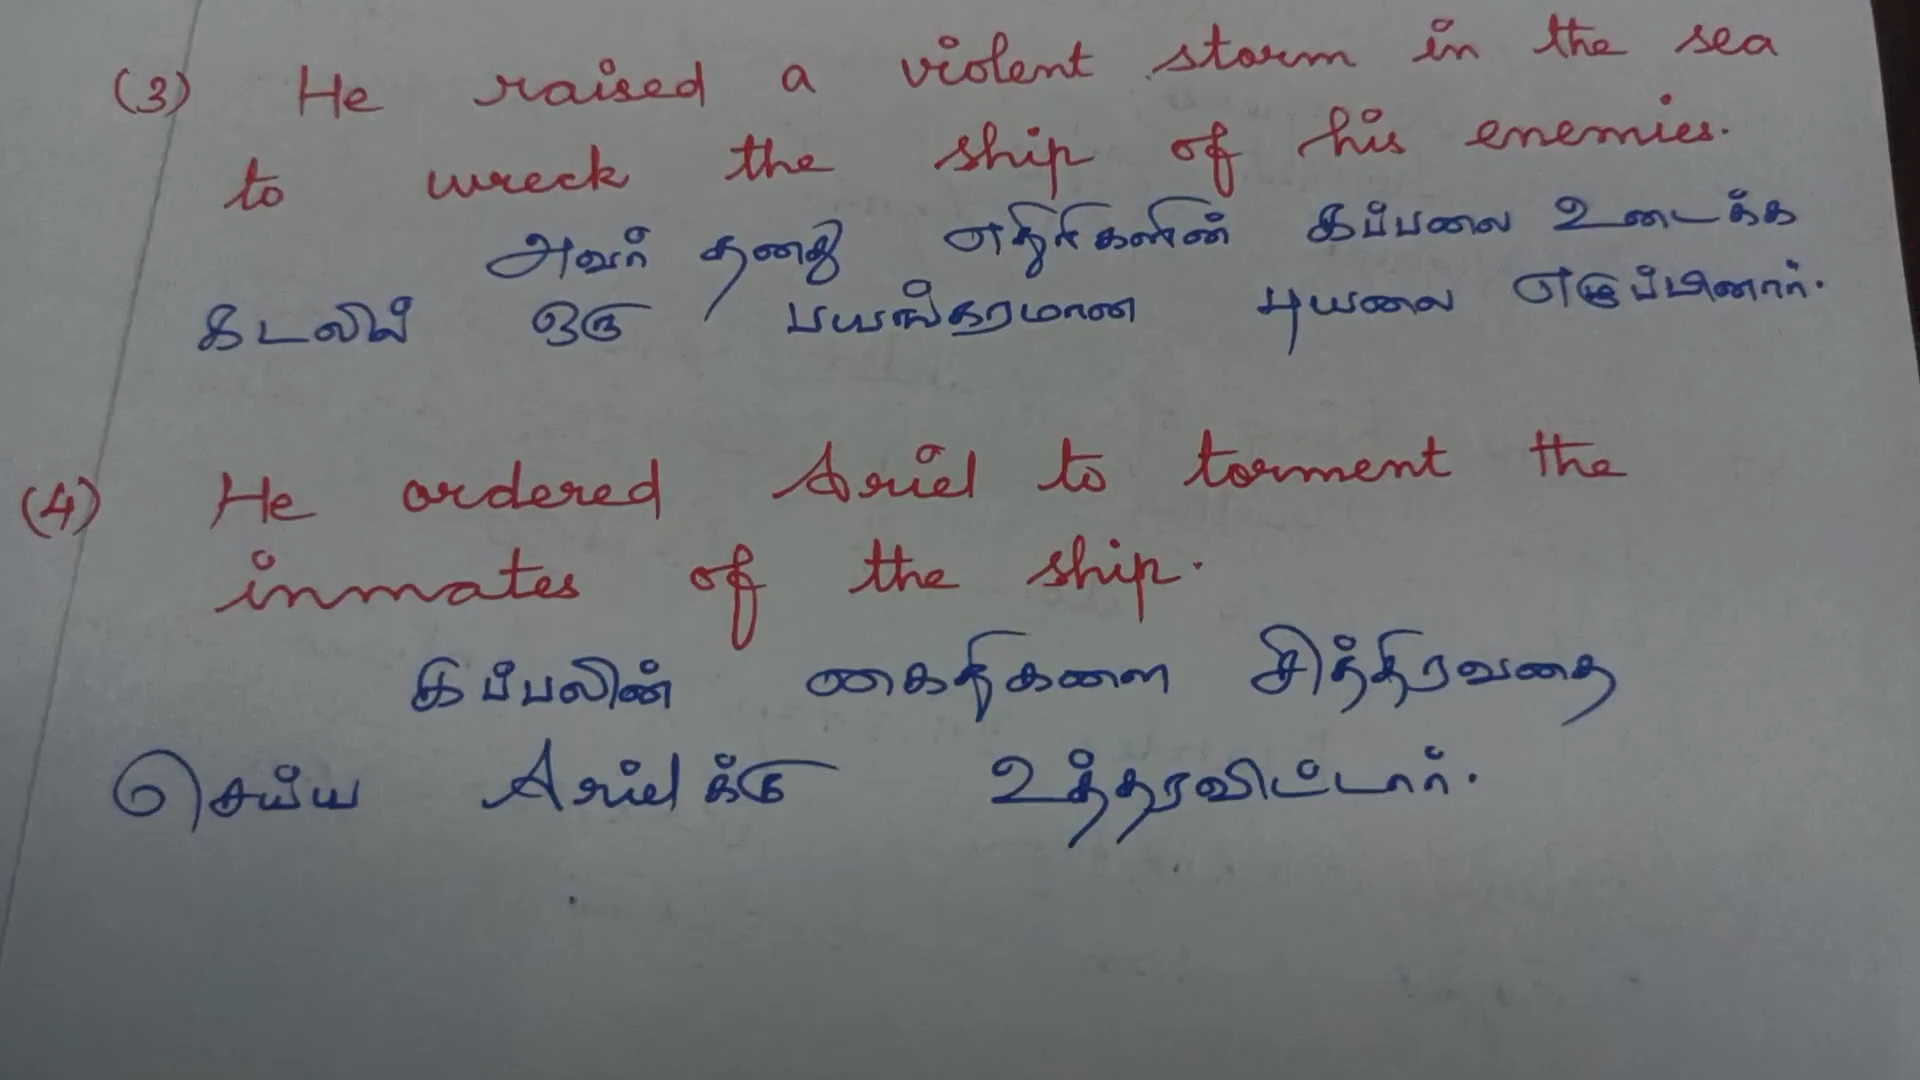 (3) He raised a violent storm in the sea
to wreck the ship of his enemies.
அவர் தனது எதிரிகளின் கப்பலை உடைக்க
கடலில் ஒரு பயங்கரமான புயலை எழுப்பினார்.
(4) He ordered Ariel to torment the
inmates of the ship.
கப்பலின் கைதிகளை சித்திரவதை
செய்ய Ariel க்கு உத்தரவிட்டார்.